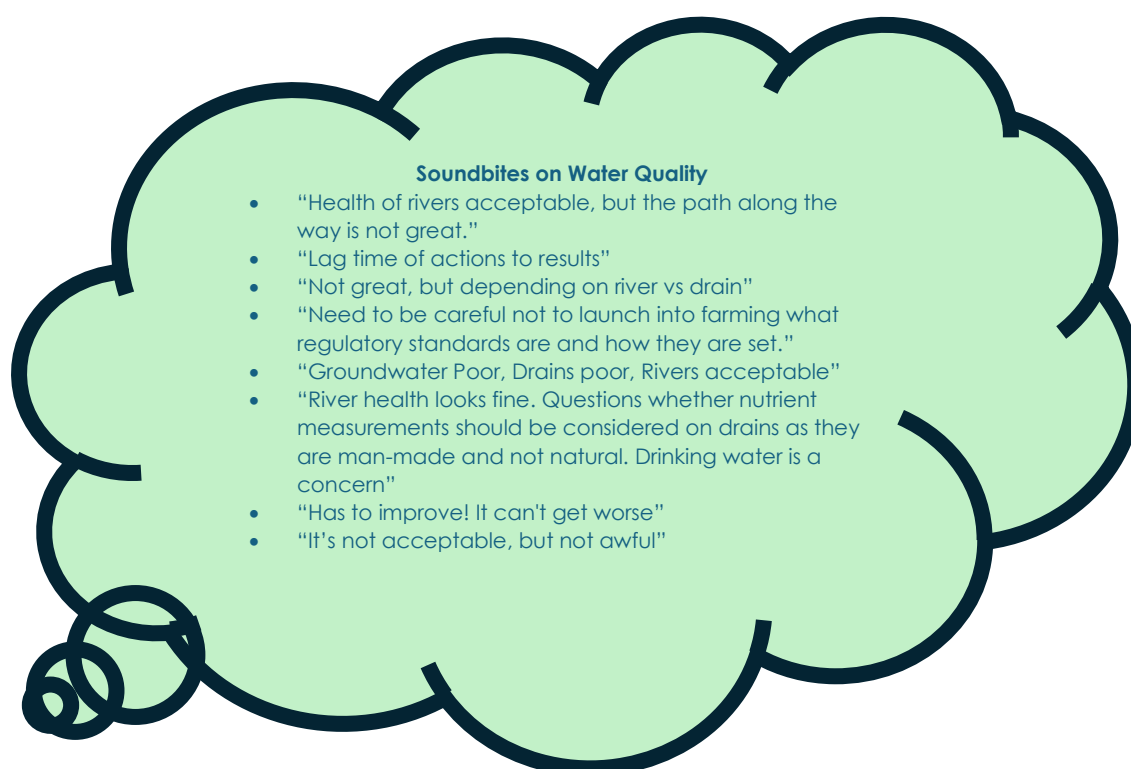 Soundbites on Water Quality
• “Health of rivers acceptable, but the path along the
way is not great.”
• “Lag time of actions to results”
• “Not great, but depending on river vs drain”
• “Need to be careful not to launch into farming what
regulatory standards are and how they are set.”
• “Groundwater Poor, Drains poor, Rivers acceptable”
• “River health looks fine. Questions whether nutrient
measurements should be considered on drains as they
are man-made and not natural. Drinking water is a
concern”
• “Has to improve! It can't get worse”
• “It’s not acceptable, but not awful”